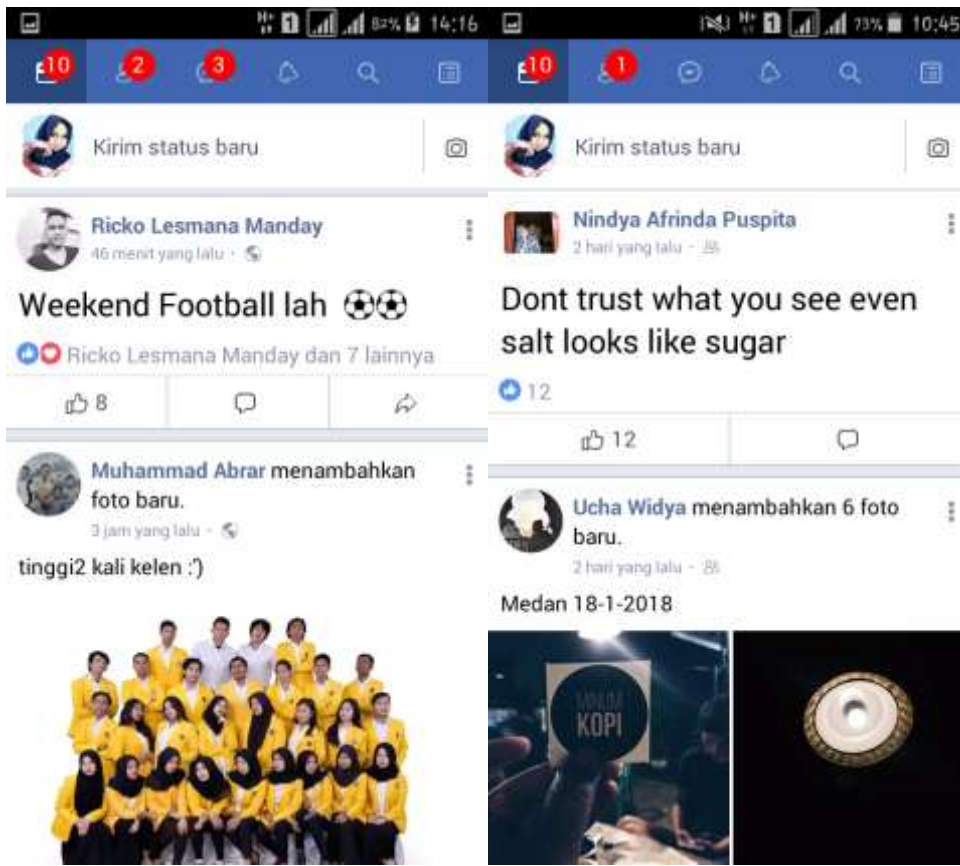 82% 14:16
10 2 3
Kirim status baru
Ricko Lesmana Manday
46 menit yang lalu
Weekend Football lah ⚽⚽
Ricko Lesmana Manday dan 7 lainnya
8
Muhammad Abrar menambahkan
foto baru.
3 jam yang lalu
tinggi2 kali kelen :')
73% 10:45
10 1
Kirim status baru
Nindya Afrinda Puspita
2 hari yang lalu
Dont trust what you see even
salt looks like sugar
12
12
Ucha Widya menambahkan 6 foto
baru.
2 hari yang lalu
Medan 18-1-2018
MINUM
KOPI